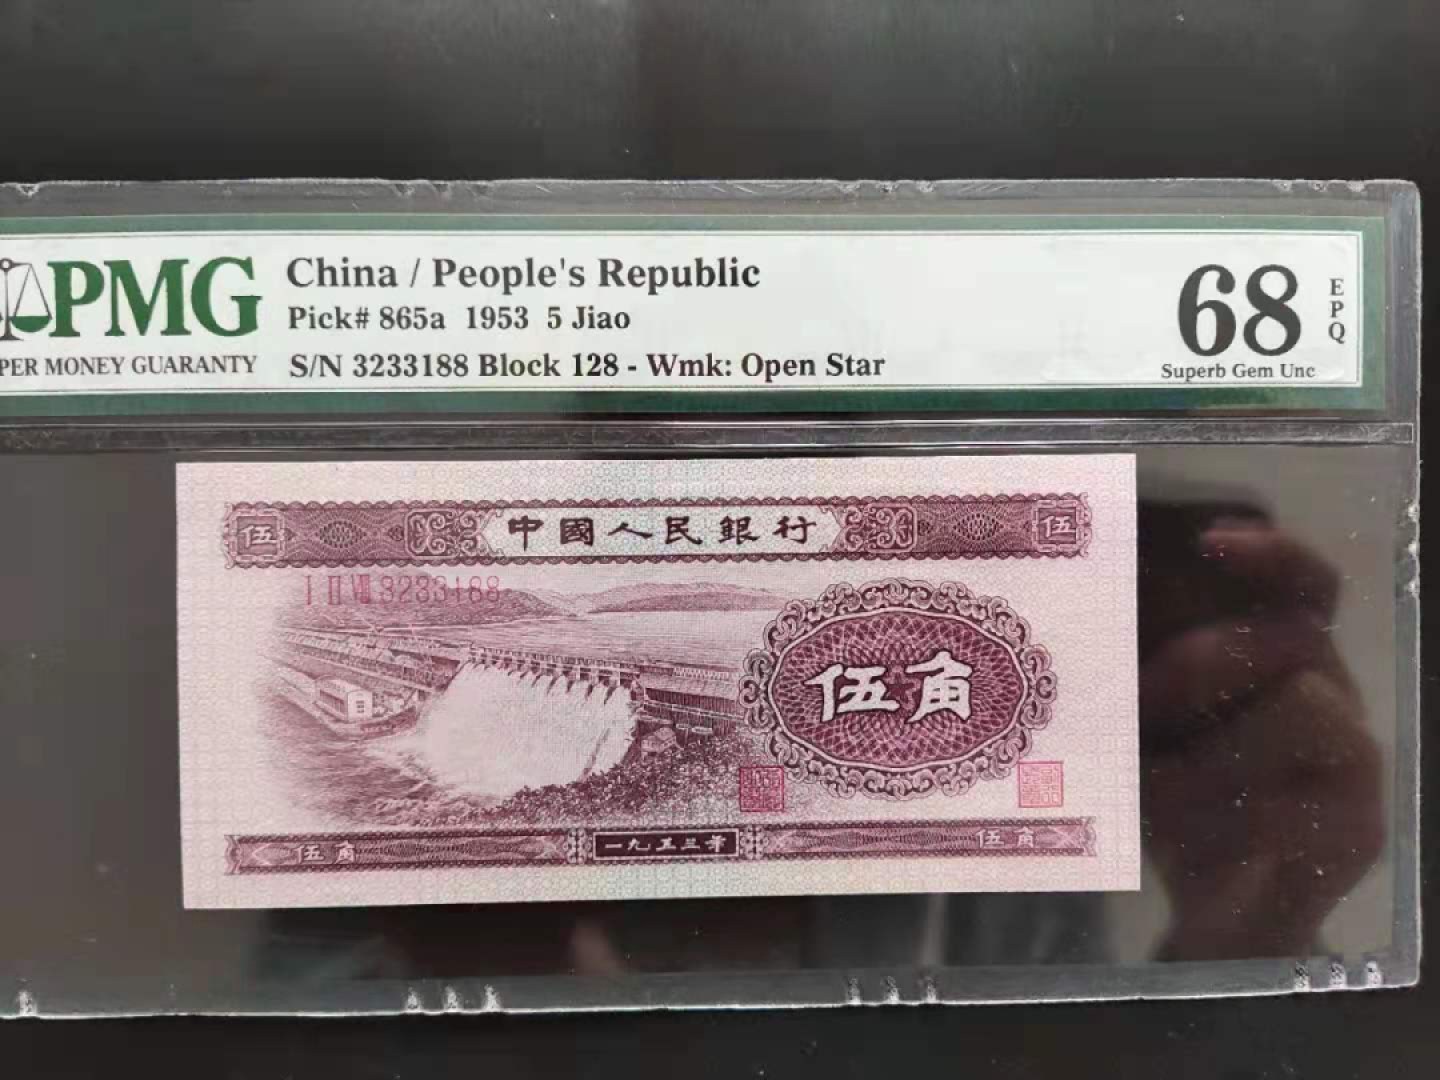 PMG
PER MONEY GUARANTY
China / People's Republic
Pick# 865a 1953 5 Jiao
S/N 3233188 Block 128 - Wmk: Open Star
68
EPQ
Superb Gem Unc
伍 中國人民銀行 伍
I II VIII 3233188
伍角
伍角 一九五三年 伍角